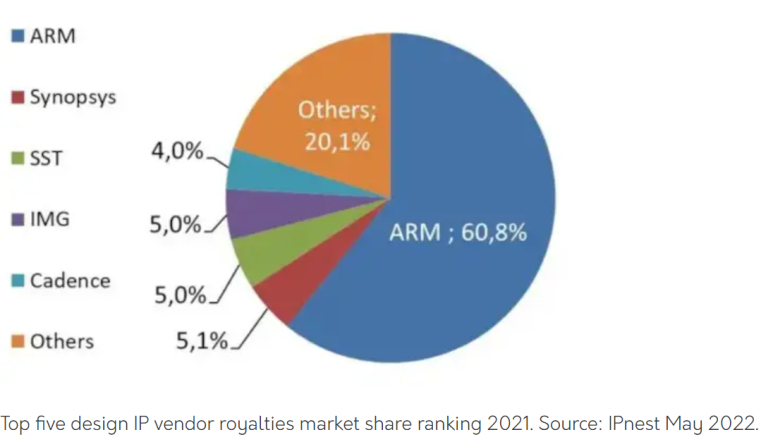 ARM
Synopsys
SST
IMG
Cadence
Others
Others;
20,1%
4,0%
5,0%
5,0%
5,1%
ARM ; 60,8%
Top five design IP vendor royalties market share ranking 2021. Source: IPnest May 2022.